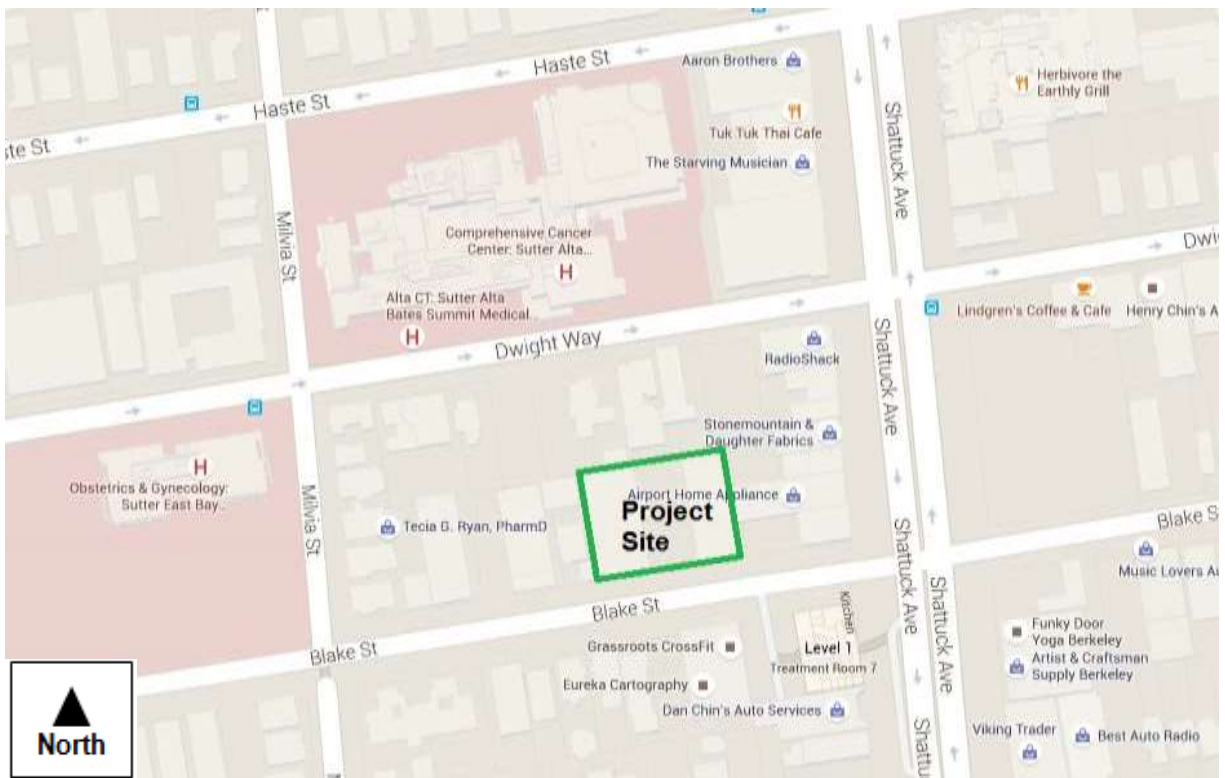 Haste St
Aaron Brothers
Herbivore the
Earthly Grill
Haste St
ste St
Tuk Tuk Thai Cafe
The Starving Musician
Shattuck Ave
Milvia St
Comprehensive Cancer
Center: Sutter Alta...
Alta CT: Sutter Alta
Bates Summit Medical...
H
H
Dwi
Dwight Way
Lindgren's Coffee & Cafe
Henry Chin's A
RadioShack
Shattuck Ave
Stonemountain &
Daughter Fabrics
H
Obstetrics & Gynecology:
Sutter East Bay...
Milvia St
Tecia G. Ryan, PharmD
Airport Home Appliance
Project
Site
Shattuck Ave
Blake S
Music Lovers Au
Blake St
Blake St
Kitchen
Level 1
Treatment Room 7
Grassroots CrossFit
Eureka Cartography
Dan Chin's Auto Services
Shattuck Ave
Funky Door
Yoga Berkeley
Artist & Craftsman
Supply Berkeley
Viking Trader
Best Auto Radio
Shattu
North